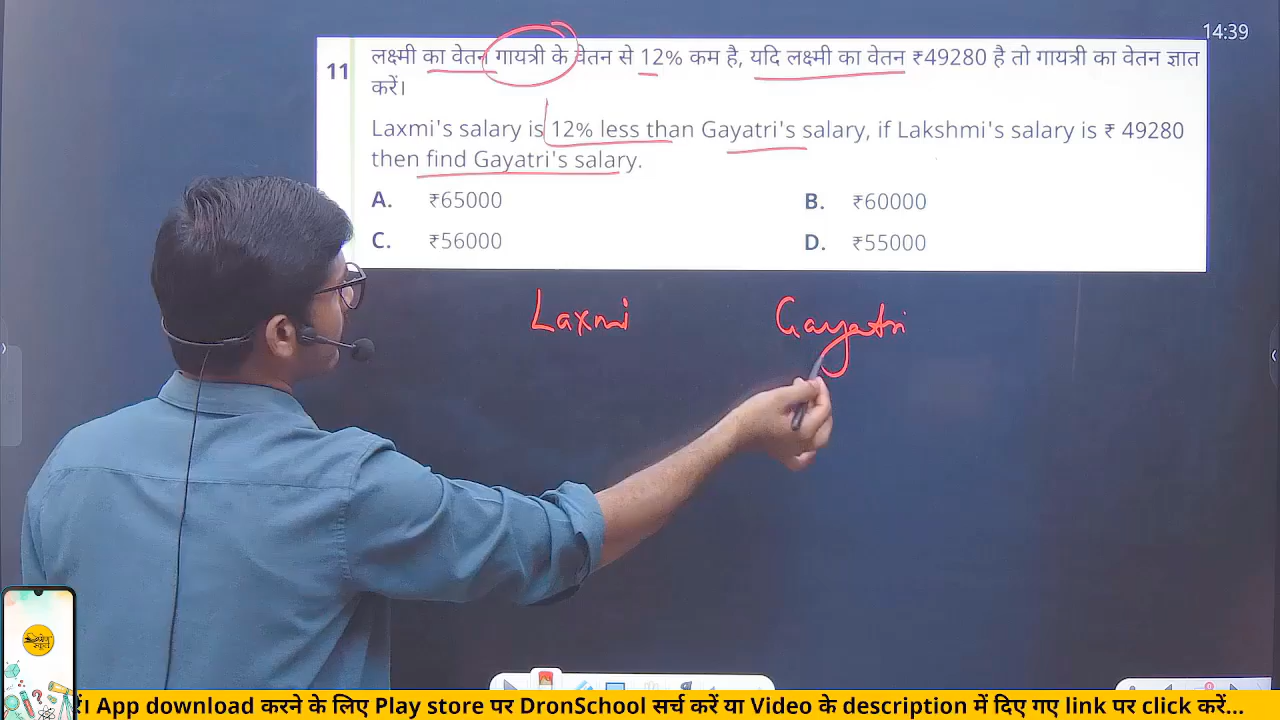 14:39
11
लक्ष्मी का वेतन गायत्री के वेतन से 12% कम है, यदि लक्ष्मी का वेतन ₹49280 है तो गायत्री का वेतन ज्ञात
करें।
Laxmi's salary is 12% less than Gayatri's salary, if Lakshmi's salary is ₹ 49280
then find Gayatri's salary.
A. ₹65000 B. ₹60000
C. ₹56000 D. ₹55000
Laxmi Gayatri
App download करने के लिए Play store पर DronSchool सर्च करें या Video के description में दिए गए link पर click करें...